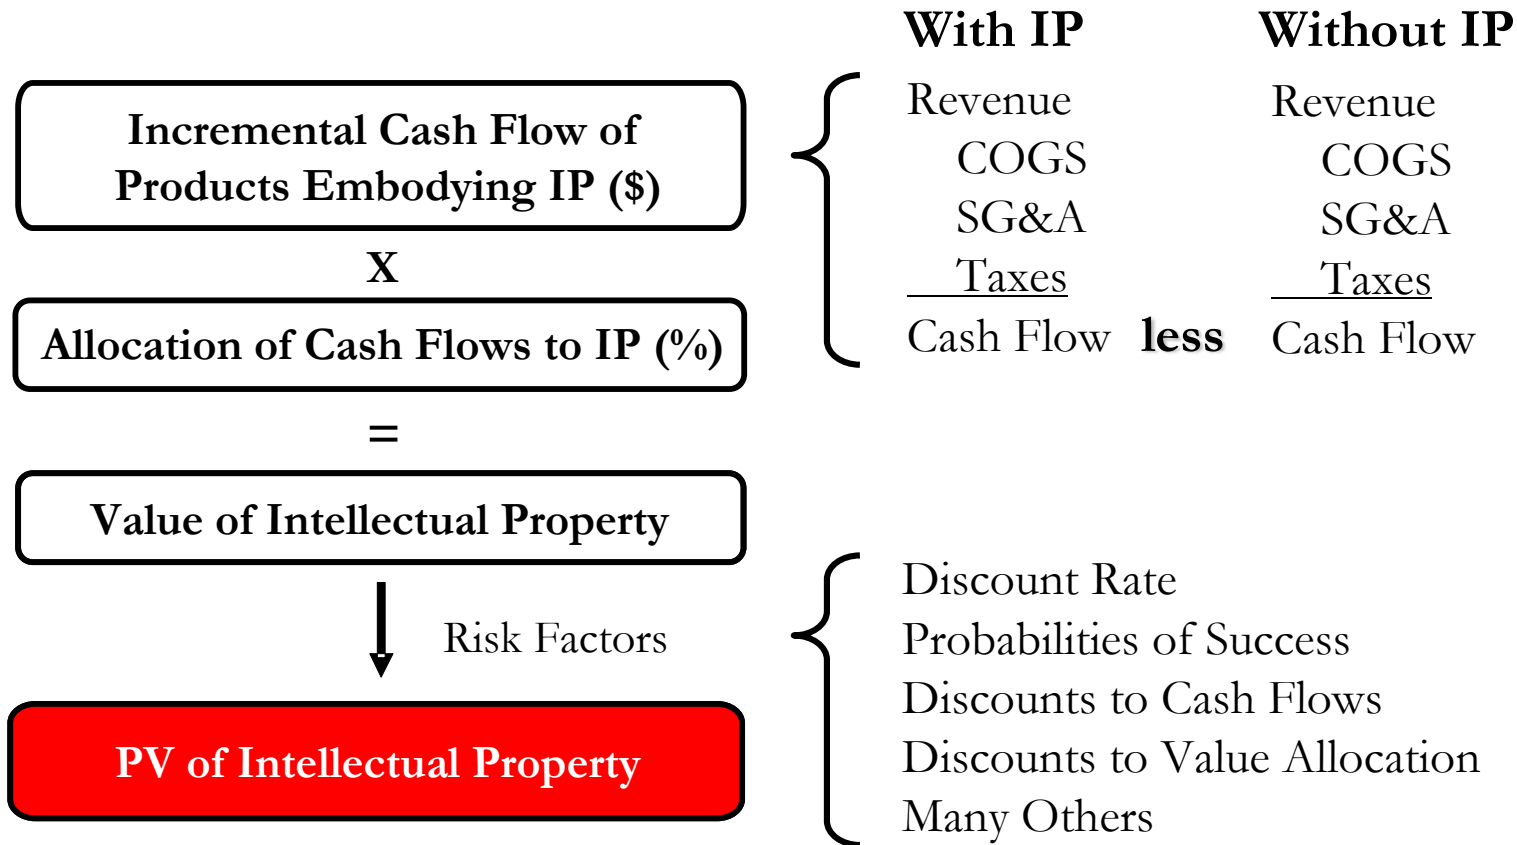 With IP
Without IP
Incremental Cash Flow of
Products Embodying IP ($)
X
Allocation of Cash Flows to IP (%)
=
Value of Intellectual Property
Risk Factors
PV of Intellectual Property
Revenue
COGS
SG&A
Taxes
Cash Flow
less
Revenue
COGS
SG&A
Taxes
Cash Flow
Discount Rate
Probabilities of Success
Discounts to Cash Flows
Discounts to Value Allocation
Many Others